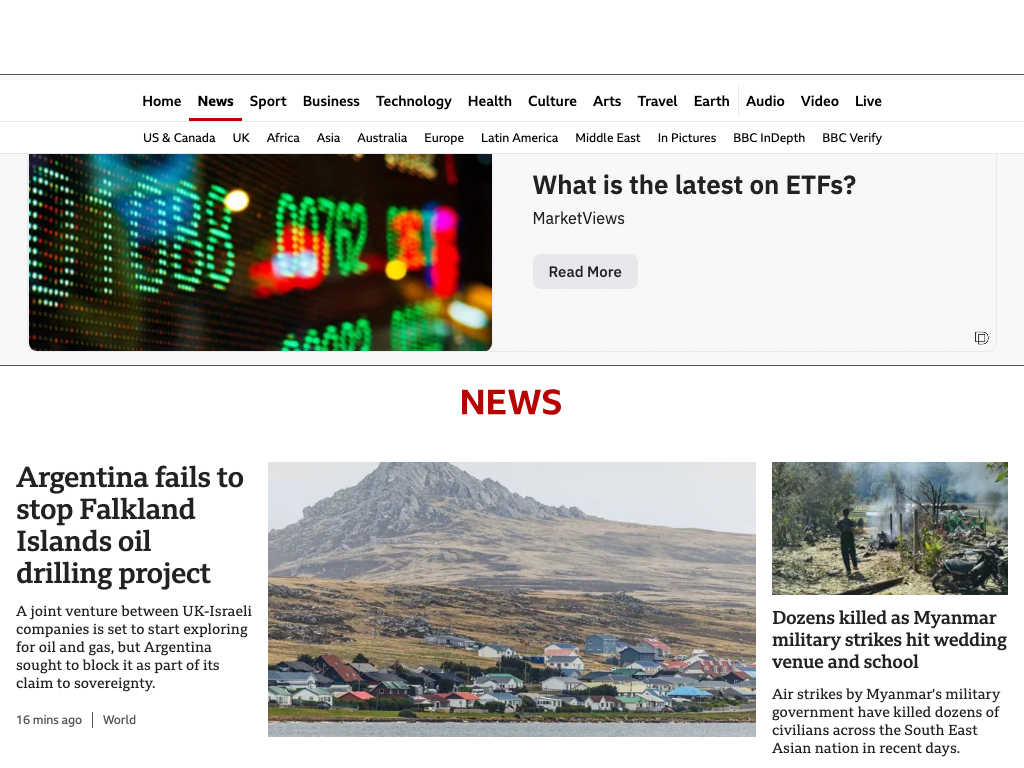 Home News Sport Business Technology Health Culture Arts Travel Earth Audio Video Live
US & Canada UK Africa Asia Australia Europe Latin America Middle East In Pictures BBC InDepth BBC Verify
What is the latest on ETFs?
MarketViews
Read More
NEWS
Argentina fails to
stop Falkland
Islands oil
drilling project
A joint venture between UK-Israeli
companies is set to start exploring
for oil and gas, but Argentina
sought to block it as part of its
claim to sovereignty.
16 mins ago World
Dozens killed as Myanmar
military strikes hit wedding
venue and school
Air strikes by Myanmar's military
government have killed dozens of
civilians across the South East
Asian nation in recent days.